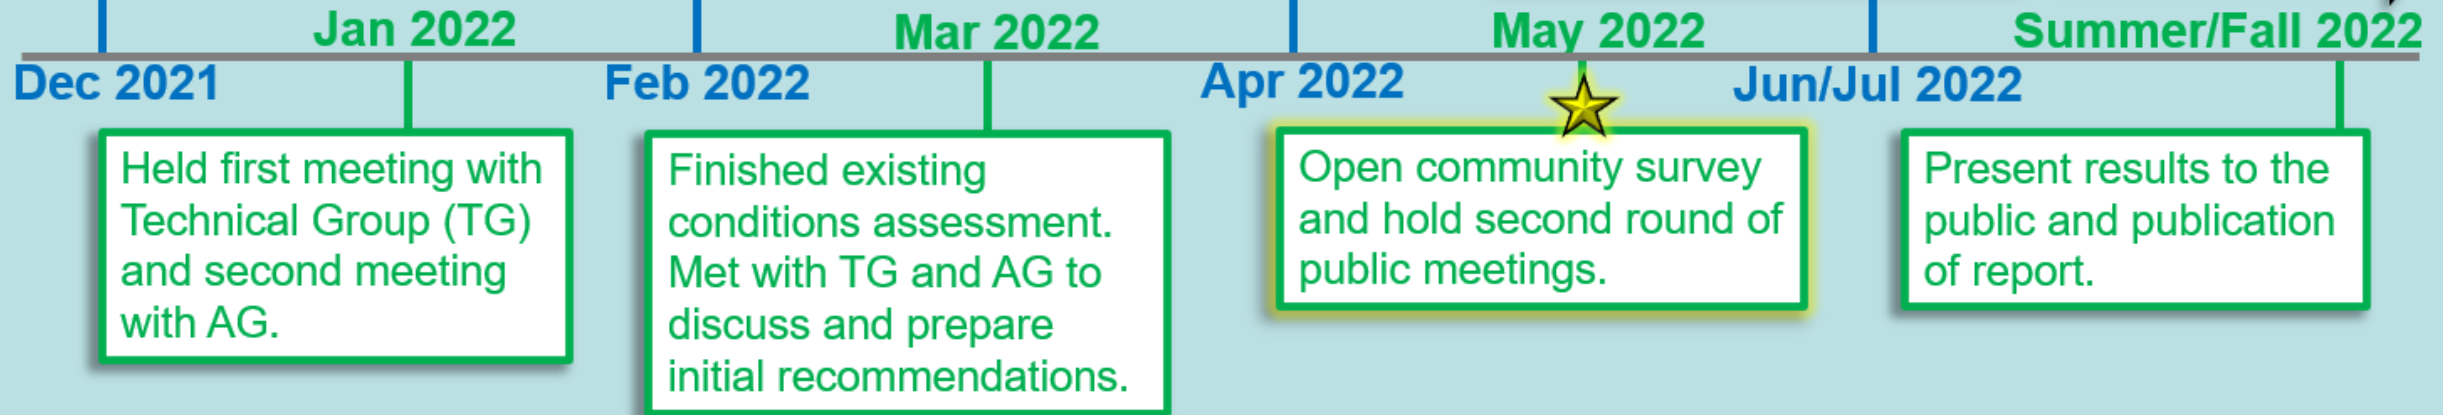 Jan 2022
Mar 2022
May 2022
Summer/Fall 2022
Dec 2021
Feb 2022
Apr 2022
Jun/Jul 2022
Held first meeting with
Technical Group (TG)
and second meeting
with AG.
Finished existing
conditions assessment.
Met with TG and AG to
discuss and prepare
initial recommendations.
Open community survey
and hold second round of
public meetings.
Present results to the
public and publication
of report.